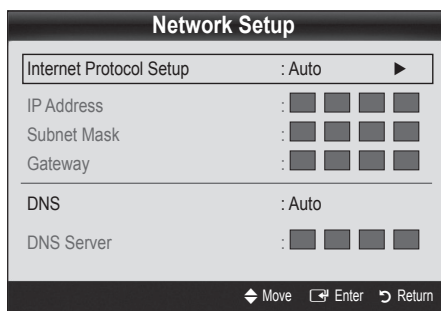 Network Setup
Internet Protocol Setup : Auto ►
IP Address :
Subnet Mask :
Gateway :
DNS : Auto
DNS Server :
Move Enter Return